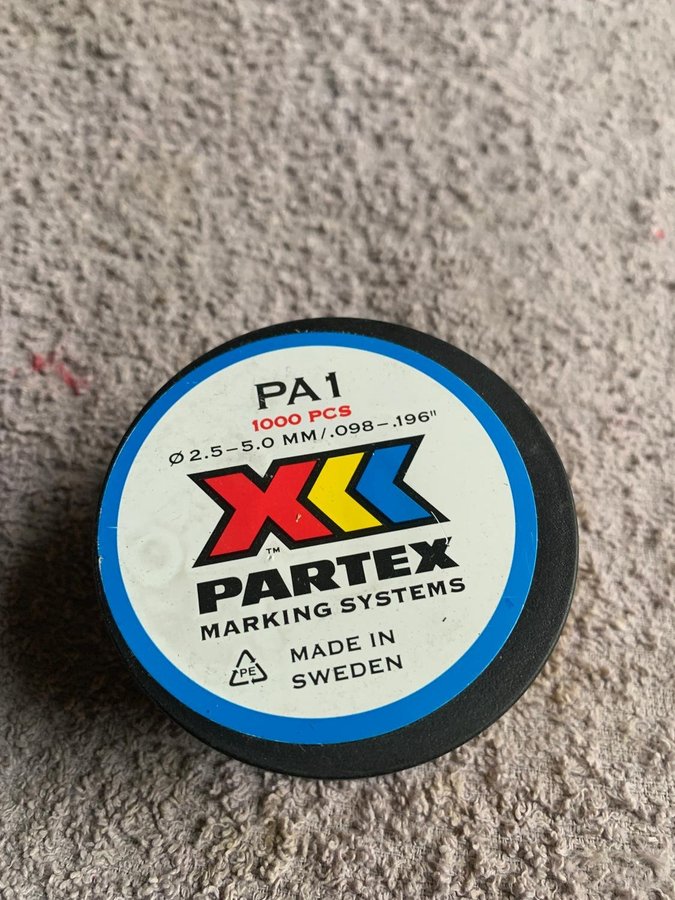 PA1
1000 PCS
Ø 2.5–5.0 MM/.098–.196"
™
PARTEX
MARKING SYSTEMS
PE
MADE IN
SWEDEN